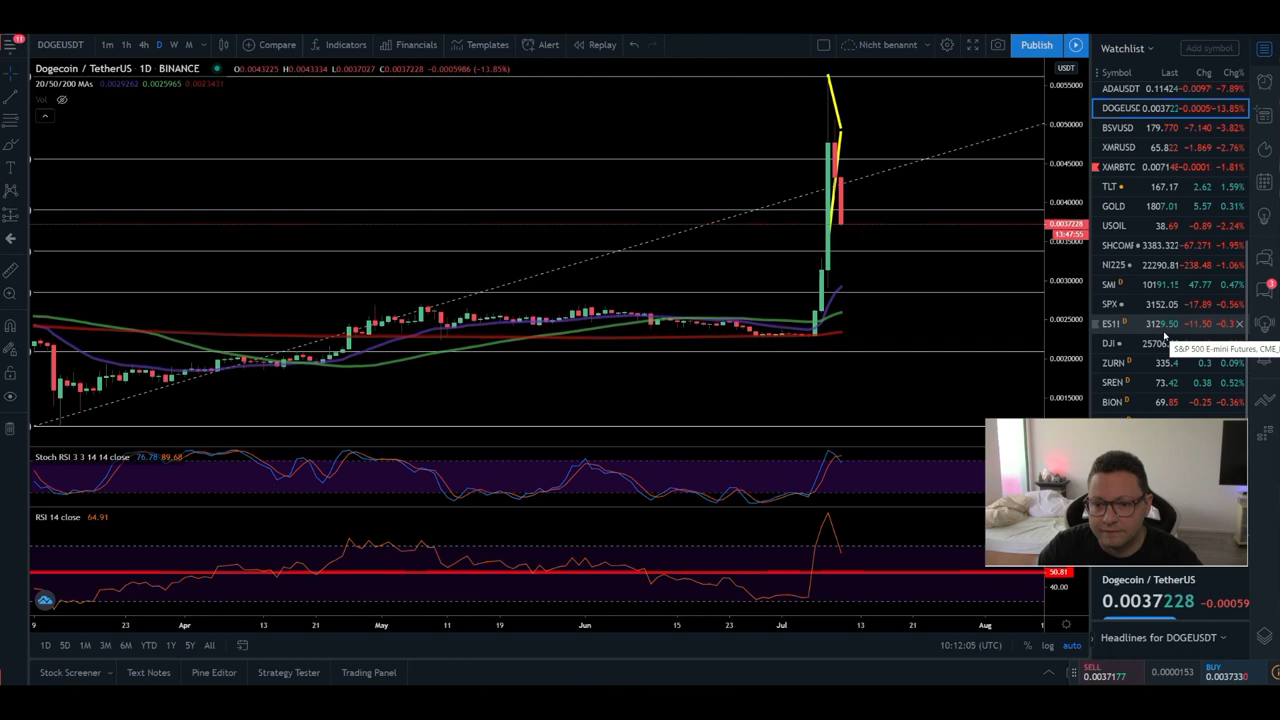 11
DOGEUSDT 1m 1h 4h D W M Compare Indicators Financials Templates Alert Replay Nicht benannt Publish
Watchlist Add symbol
Dogecoin / TetherUS · 1D · BINANCE O0.0043225 H0.0043334 L0.0037027 C0.0037228 -0.0005986 (-13.85%)
20/50/200 MAs 0.0029262 0.0025965 0.0023431
Vol
USDT
0.0055000
0.0050000
0.0045000
0.0040000
0.0037228
13:47:55
0.0035000
0.0030000
0.0025000
0.0020000
0.0015000
Symbol Last Chg Chg%
ADAUSDT 0.11424 -0.0097 -7.89%
DOGEUSD 0.003722 -0.0005 -13.85%
BSVUSD 179.770 -7.140 -3.82%
XMRUSD 65.822 -1.869 -2.76%
XMRBTC 0.007148 -0.0001 -1.81%
TLT 167.17 2.62 1.59%
GOLD 1807.01 5.57 0.31%
USOIL 38.69 -0.89 -2.24%
SHCOMP 3383.322 -67.271 -1.95%
NI225 22290.81 -238.48 -1.06%
SMI D 10191.15 47.77 0.47%
SPX 3152.05 -17.89 -0.56%
ES1! D 3129.50 -11.50 -0.3
3
DJI 25706.
S&P 500 E-mini Futures, CME_
ZURN D 335.4 0.3 0.09%
SREN D 73.42 0.38 0.52%
BION D 69.85 -0.25 -0.36%
Stoch RSI 3 3 14 14 close 76.78 89.68
RSI 14 close 64.91
50.81
40.00
9 23 Apr 13 21 May 11 19 Jun 15 23 Jul 13 21 Aug 1
Dogecoin / TetherUS
0.0037228 -0.00059
Headlines for DOGEUSDT
1D 5D 1M 3M 6M YTD 1Y 5Y All 10:12:05 (UTC) % log auto
Stock Screener Text Notes Pine Editor Strategy Tester Trading Panel
SELL
0.0037177
0.0000153
BUY
0.0037330